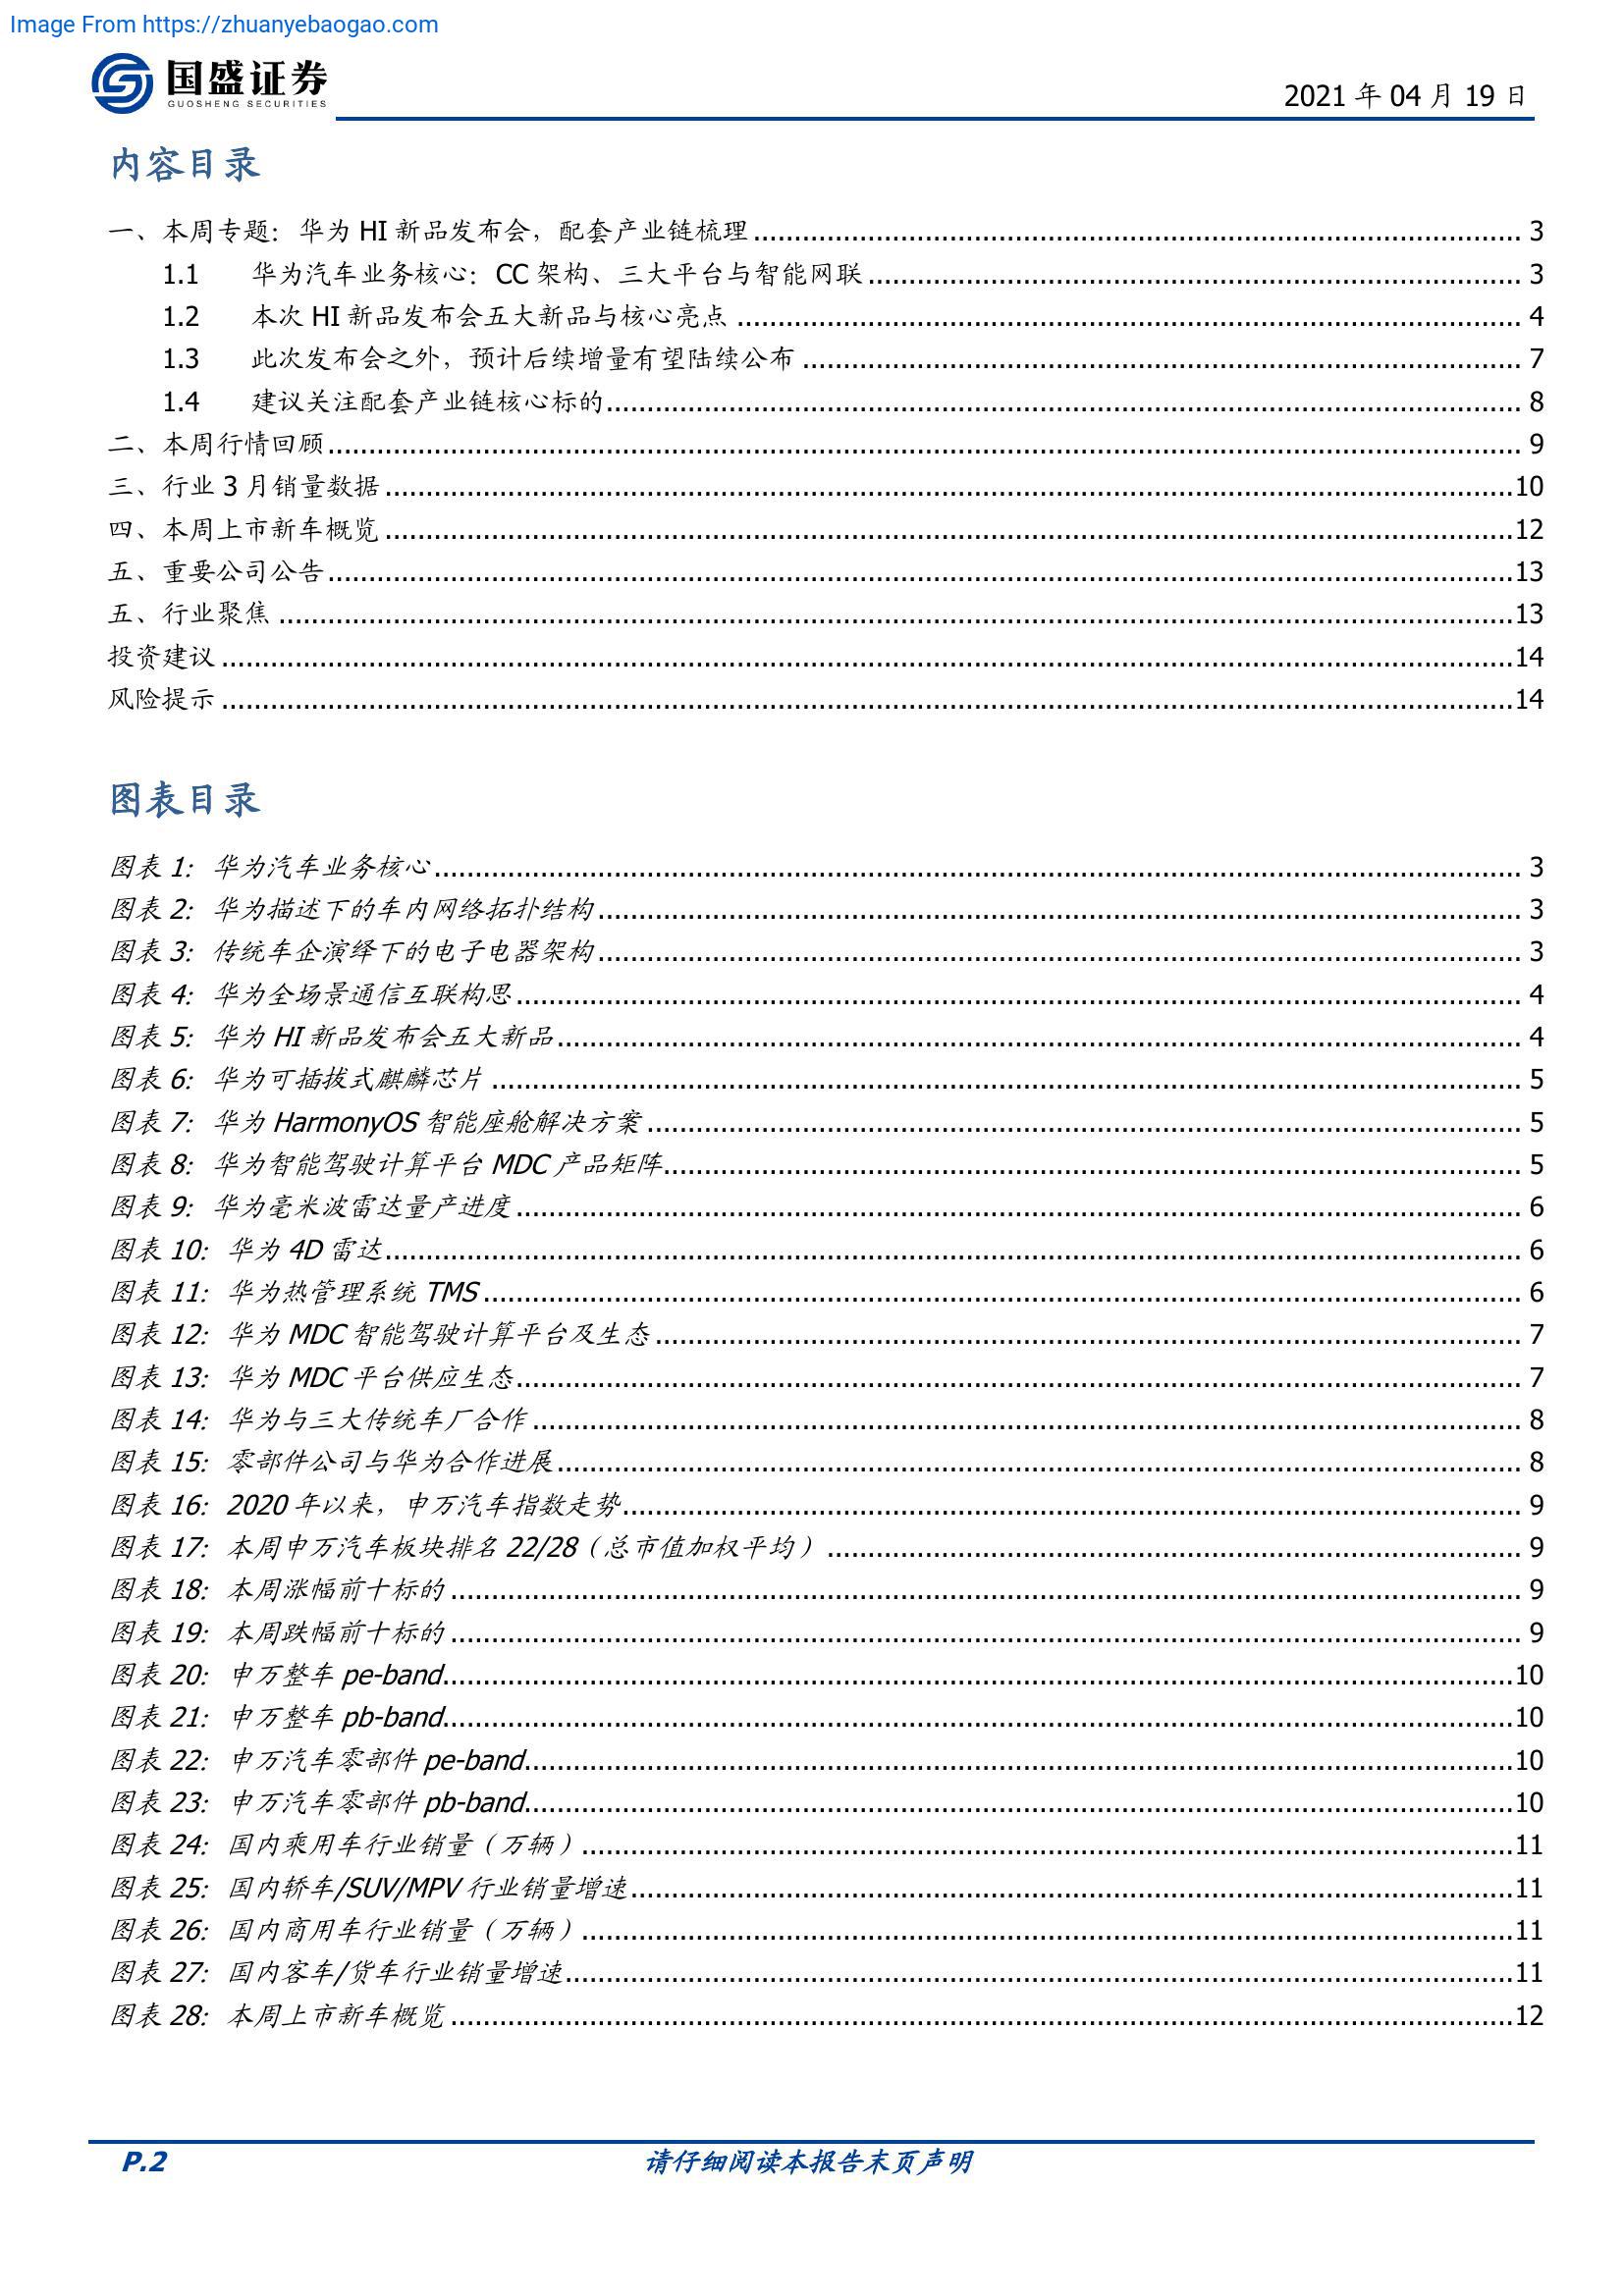 Image From https://zhuanyebaogao.com
国盛证券
GUOSHENG SECURITIES
2021 年 04 月 19 日
内容目录
一、本周专题：华为 HI 新品发布会，配套产业链梳理 3
1.1 华为汽车业务核心：CC 架构、三大平台与智能网联 3
1.2 本次 HI 新品发布会五大新品与核心亮点 4
1.3 此次发布会之外，预计后续增量有望陆续公布 7
1.4 建议关注配套产业链核心标的 8
二、本周行情回顾 9
三、行业 3 月销量数据 10
四、本周上市新车概览 12
五、重要公司公告 13
五、行业聚焦 13
投资建议 14
风险提示 14
图表目录
图表 1：华为汽车业务核心 3
图表 2：华为描述下的车内网络拓扑结构 3
图表 3：传统车企演绎下的电子电器架构 3
图表 4：华为全场景通信互联构思 4
图表 5：华为 HI 新品发布会五大新品 4
图表 6：华为可插拔式麒麟芯片 5
图表 7：华为 HarmonyOS 智能座舱解决方案 5
图表 8：华为智能驾驶计算平台 MDC 产品矩阵 5
图表 9：华为毫米波雷达量产进度 6
图表 10：华为 4D 雷达 6
图表 11：华为热管理系统 TMS 6
图表 12：华为 MDC 智能驾驶计算平台及生态 7
图表 13：华为 MDC 平台供应生态 7
图表 14：华为与三大传统车厂合作 8
图表 15：零部件公司与华为合作进展 8
图表 16：2020 年以来，申万汽车指数走势 9
图表 17：本周申万汽车板块排名 22/28（总市值加权平均） 9
图表 18：本周涨幅前十标的 9
图表 19：本周跌幅前十标的 9
图表 20：申万整车 pe-band 10
图表 21：申万整车 pb-band 10
图表 22：申万汽车零部件 pe-band 10
图表 23：申万汽车零部件 pb-band 10
图表 24：国内乘用车行业销量（万辆） 11
图表 25：国内轿车/SUV/MPV 行业销量增速 11
图表 26：国内商用车行业销量（万辆） 11
图表 27：国内客车/货车行业销量增速 11
图表 28：本周上市新车概览 12
P.2
请仔细阅读本报告末页声明